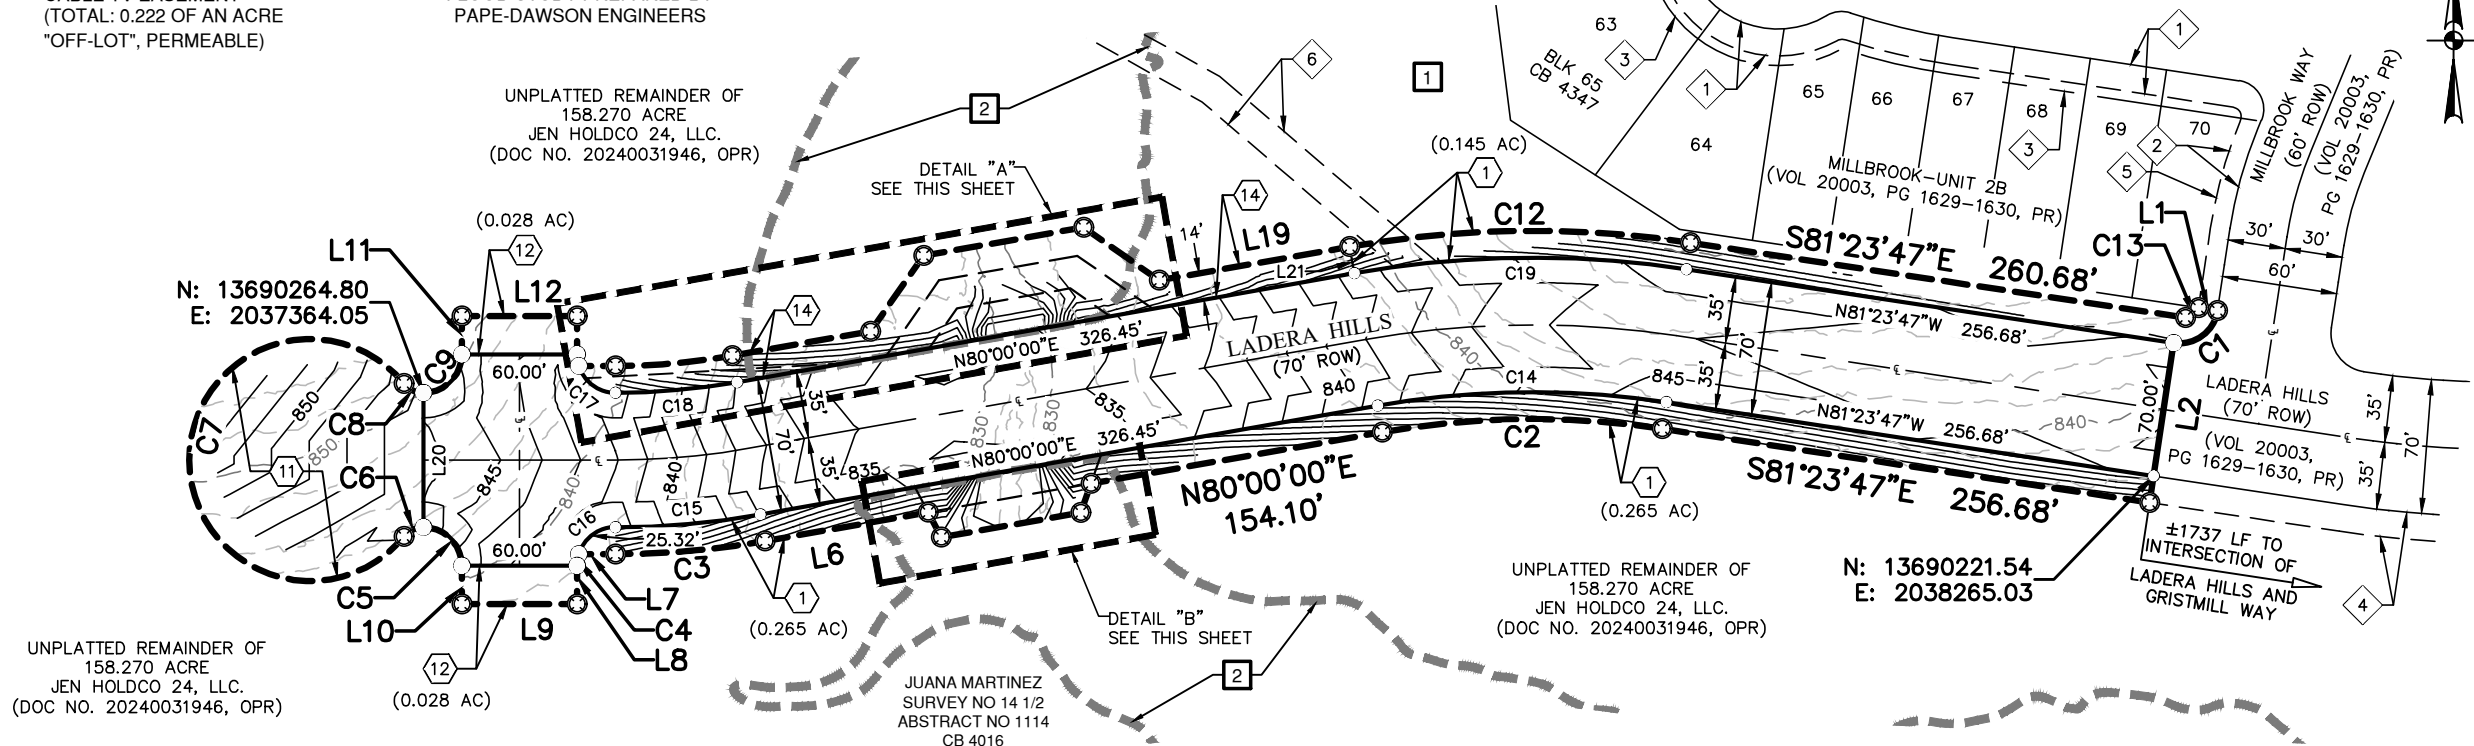 (TOTAL: 0.222 OF AN ACRE
"OFF-LOT", PERMEABLE)
PAPE-DAWSON ENGINEERS
UNPLATTED REMAINDER OF
158.270 ACRE
JEN HOLDCO 24, LLC.
(DOC NO. 20240031946, OPR)
2
6
1
DETAIL "A"
SEE THIS SHEET
(0.145 AC)
1
63
3
BLK 65
CB 4347
1
64
65
66
67
68
69
70
3
1
2
5
MILLBROOK-UNIT 2B
(VOL 20003, PG 1629-1630, PR)
MILLBROOK WAY
(60' ROW)
(VOL 20003,
PG 1629-1630, PR)
30'
30'
60'
L1
C13
C1
(0.028 AC)
12
L11
L12
N: 13690264.80
E: 2037364.05
14
14
14'
L19
L21
C12
C19
S81°23'47"E 260.68'
N81°23'47"W 256.68'
35'
35'
70'
N80°00'00"E 326.45'
LADERA HILLS
(70' ROW)
840
840
845
C14
N81°23'47"W 256.68'
70.00'
L2
℄
840
LADERA HILLS
(70' ROW)
(VOL 20003,
PG 1629-1630, PR)
35'
35'
70'
C9
60.00'
C17
C18
C7
850
850
C8
C6
L20
11
845
840
840
℄
35'
35'
70'
835
830
830
835
℄
N80°00'00"E 326.45'
C16
C15
25.32'
60.00'
C3
L6
C5
L10
L9
L7
C4
L8
12
(0.028 AC)
1
(0.265 AC)
N80°00'00"E
154.10'
C2
S81°23'47"E 256.68'
1
(0.265 AC)
DETAIL "B"
SEE THIS SHEET
2
UNPLATTED REMAINDER OF
158.270 ACRE
JEN HOLDCO 24, LLC.
(DOC NO. 20240031946, OPR)
N: 13690221.54
E: 2038265.03
±1737 LF TO
INTERSECTION OF
LADERA HILLS AND
GRISTMILL WAY
4
UNPLATTED REMAINDER OF
158.270 ACRE
JEN HOLDCO 24, LLC.
(DOC NO. 20240031946, OPR)
JUANA MARTINEZ
SURVEY NO 14 1/2
ABSTRACT NO 1114
CB 4016